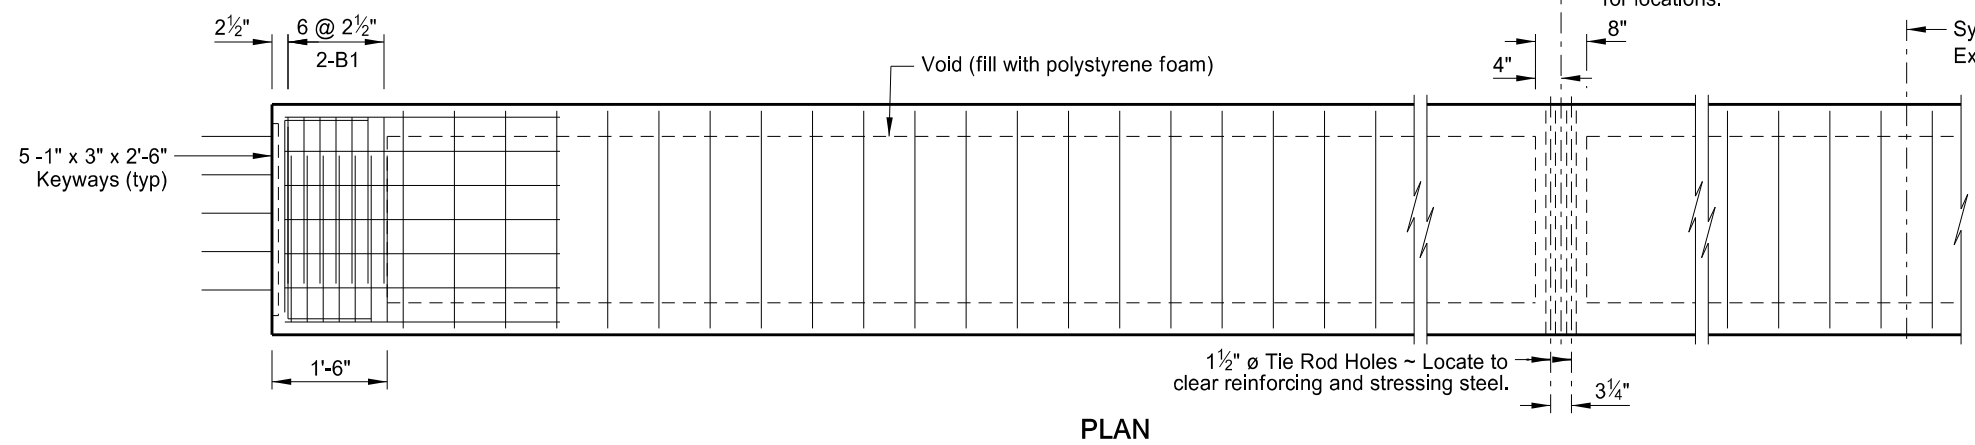 for locations.
2½" 6 @ 2½" 8"
2-B1
Sy
Ex
Void (fill with polystyrene foam)
4"
5 -1" x 3" x 2'-6"
Keyways (typ)
1'-6"
1½" ø Tie Rod Holes ~ Locate to
clear reinforcing and stressing steel.
3¼"
PLAN